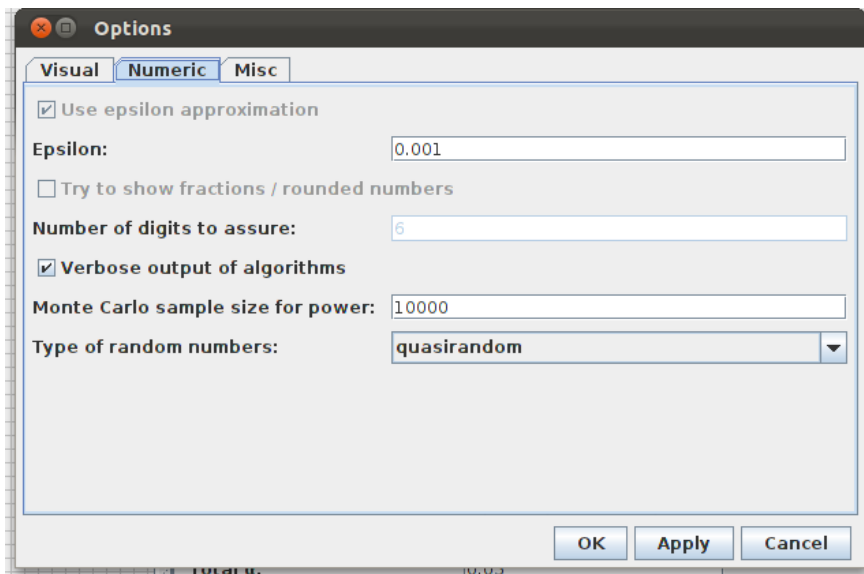 Options
Visual Numeric Misc
Use epsilon approximation
Epsilon: 0.001
Try to show fractions / rounded numbers
Number of digits to assure: 6
Verbose output of algorithms
Monte Carlo sample size for power: 10000
Type of random numbers: quasirandom
OK Apply Cancel